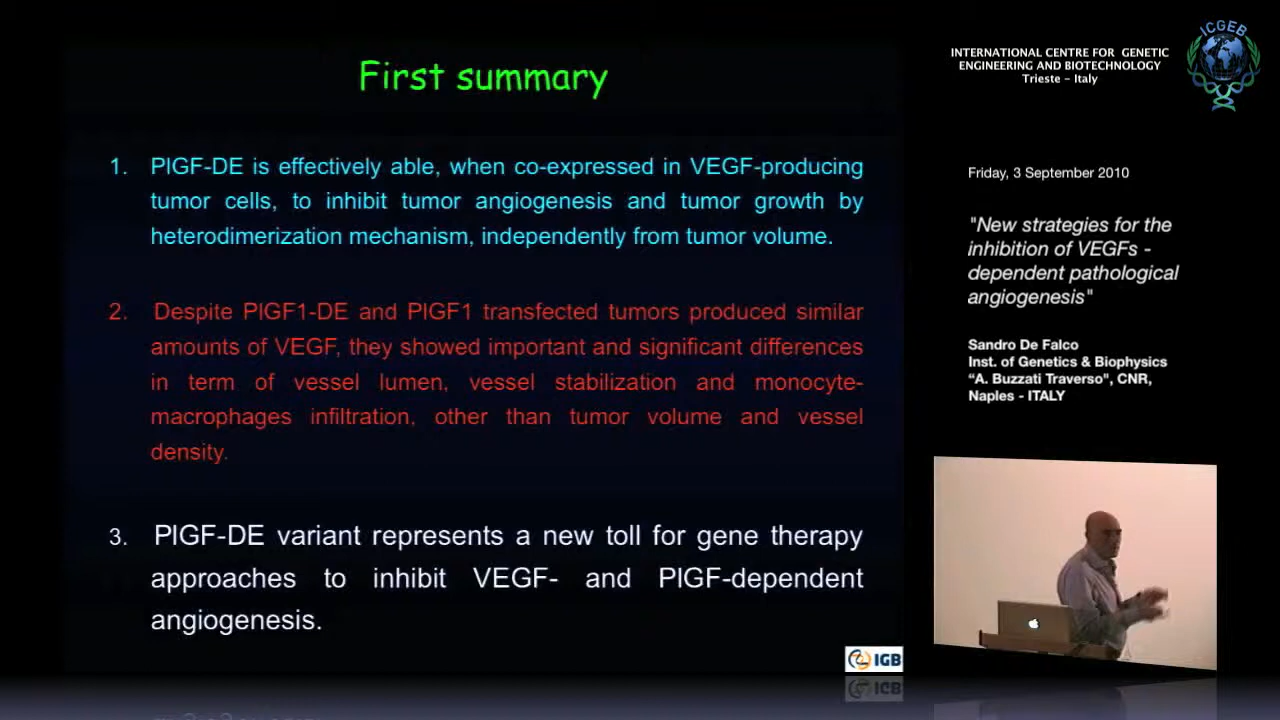 First summary
1. PlGF-DE is effectively able, when co-expressed in VEGF-producing
tumor cells, to inhibit tumor angiogenesis and tumor growth by
heterodimerization mechanism, independently from tumor volume.
2. Despite PlGF1-DE and PlGF1 transfected tumors produced similar
amounts of VEGF, they showed important and significant differences
in term of vessel lumen, vessel stabilization and monocyte-
macrophages infiltration, other than tumor volume and vessel
density.
3. PlGF-DE variant represents a new toll for gene therapy
approaches to inhibit VEGF- and PlGF-dependent
angiogenesis.
IGB
ICGEB
INTERNATIONAL CENTRE FOR GENETIC
ENGINEERING AND BIOTECHNOLOGY
Trieste - Italy
Friday, 3 September 2010
"New strategies for the
inhibition of VEGFs -
dependent pathological
angiogenesis"
Sandro De Falco
Inst. of Genetics & Biophysics
"A. Buzzati Traverso", CNR,
Naples - ITALY